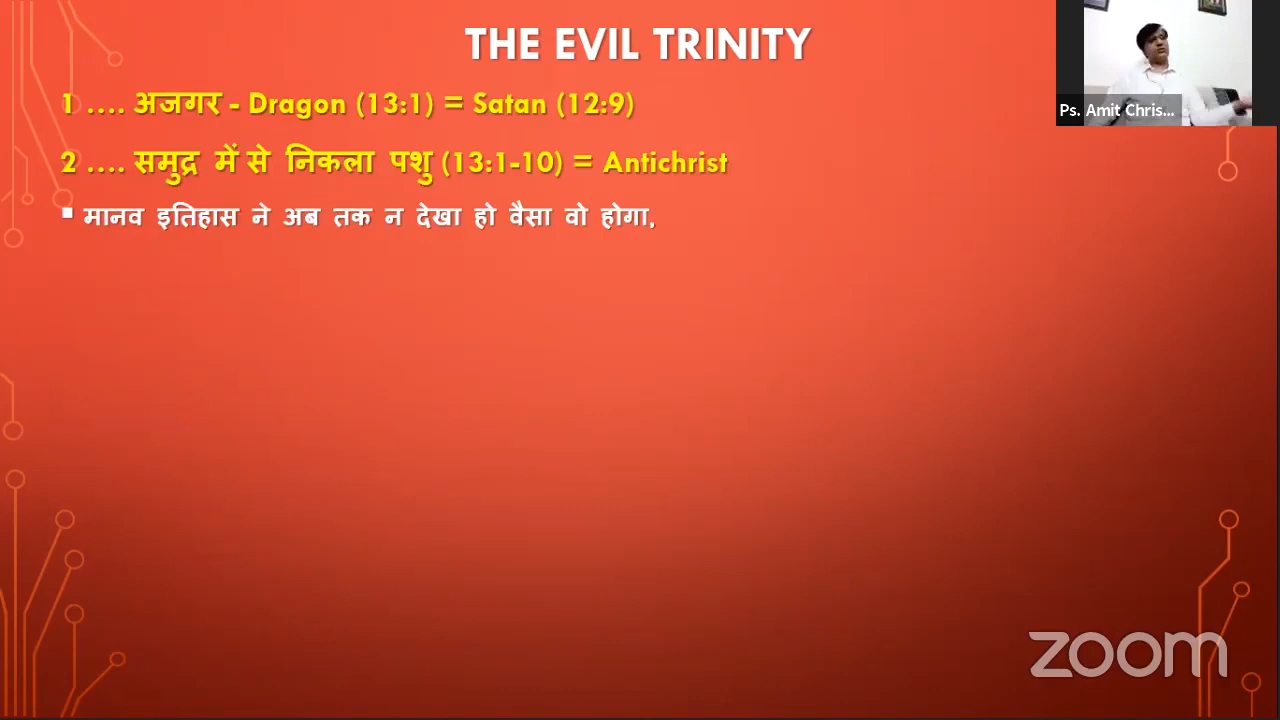 THE EVIL TRINITY
1 .... अजगर - Dragon (13:1) = Satan (12:9)
2 .... समुद्र में से निकला पशु (13:1-10) = Antichrist
▪ मानव इतिहास ने अब तक न देखा हो वैसा वो होगा,
Ps. Amit Chris...
zoom